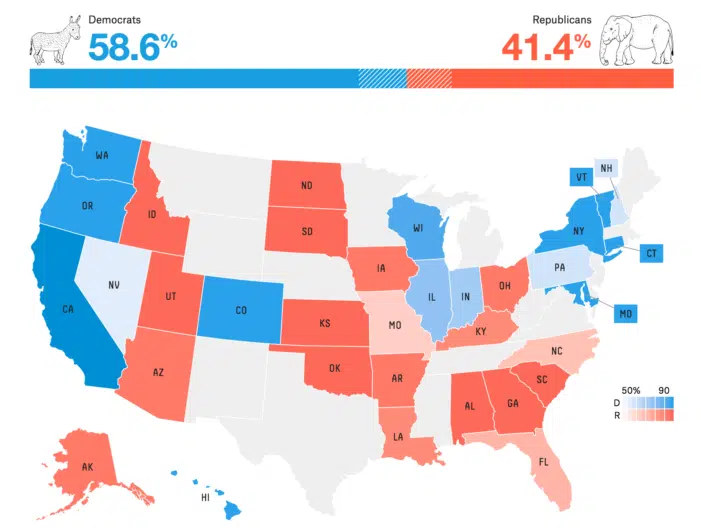 Democrats
58.6%
Republicans
41.4%
WA
OR
CA
NV
ID
UT
AZ
CO
ND
SD
KS
OK
IA
MO
AR
LA
WI
IL
IN
OH
KY
AL
GA
SC
NC
FL
PA
NY
VT
NH
CT
MD
AK
HI
50% 90
D
R